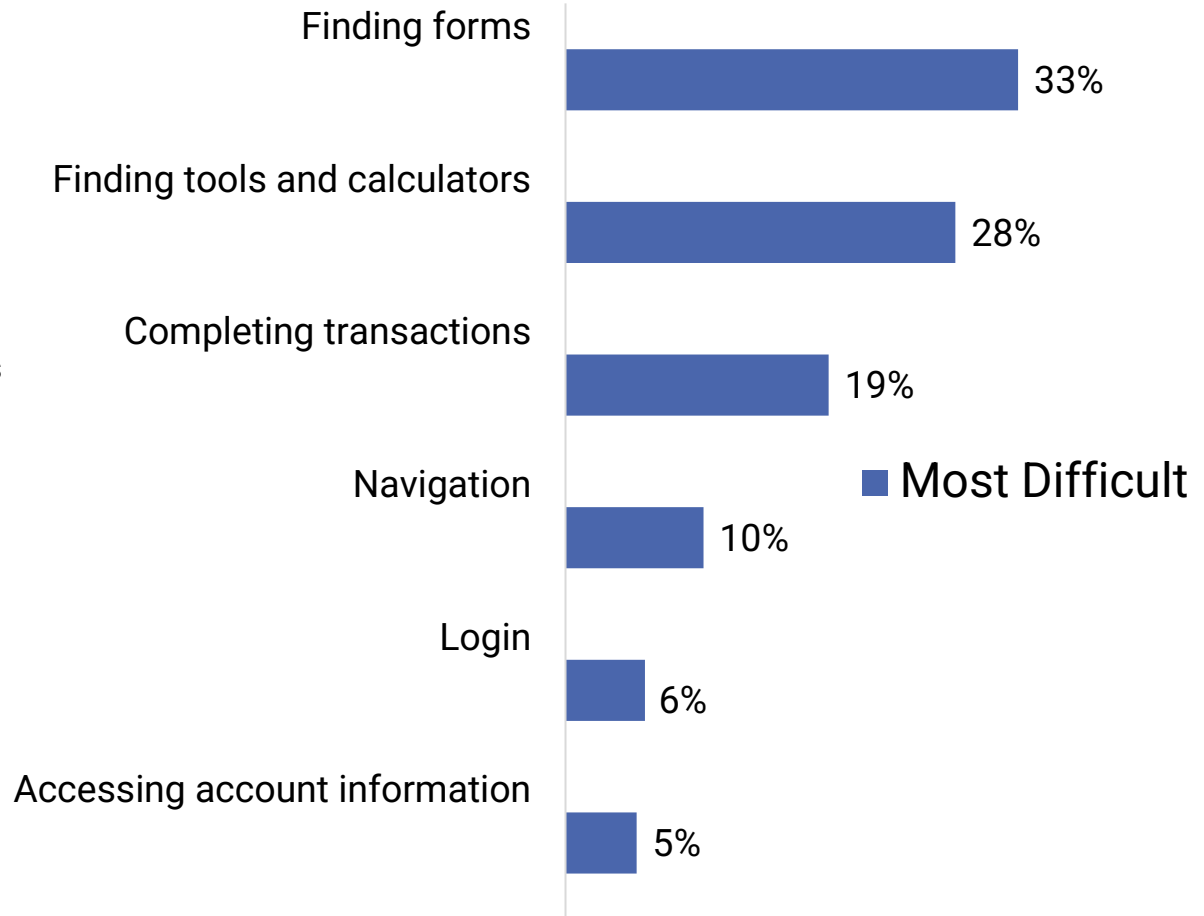 Finding forms
33%
Finding tools and calculators
28%
Completing transactions
19%
Navigation
Most Difficult
10%
Login
6%
Accessing account information
5%